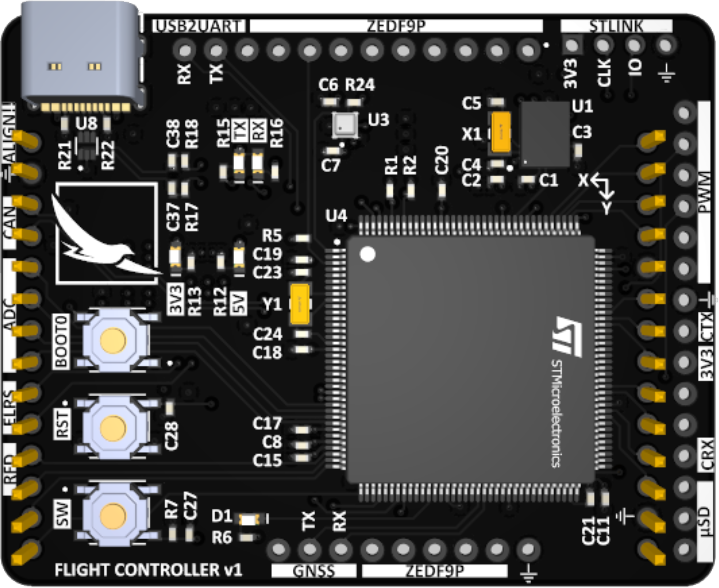 USB2UART
ZEDF9P
STLINK
RX
TX
3V3
CLK
IO
C6 R24
U3
C7
C5
U1
X1
C3
C4
C2
C1
X
Y
U8
R21
R22
ALIGN!!
C38
R18
R15
TX
RX
R16
R1
R2
C20
PWM
CAN
C37
R17
U4
R5
C19
C23
3V3
R13
R12
5V
Y1
C24
C18
ADC
BOOT0
CTX
3V3
ST
STMicroelectronics
ELRS
RST
C28
C17
C8
C15
CRX
RFD
SW
R7
C27
D1
R6
TX
RX
C21
C11
µSD
FLIGHT CONTROLLER v1
GNSS
ZEDF9P